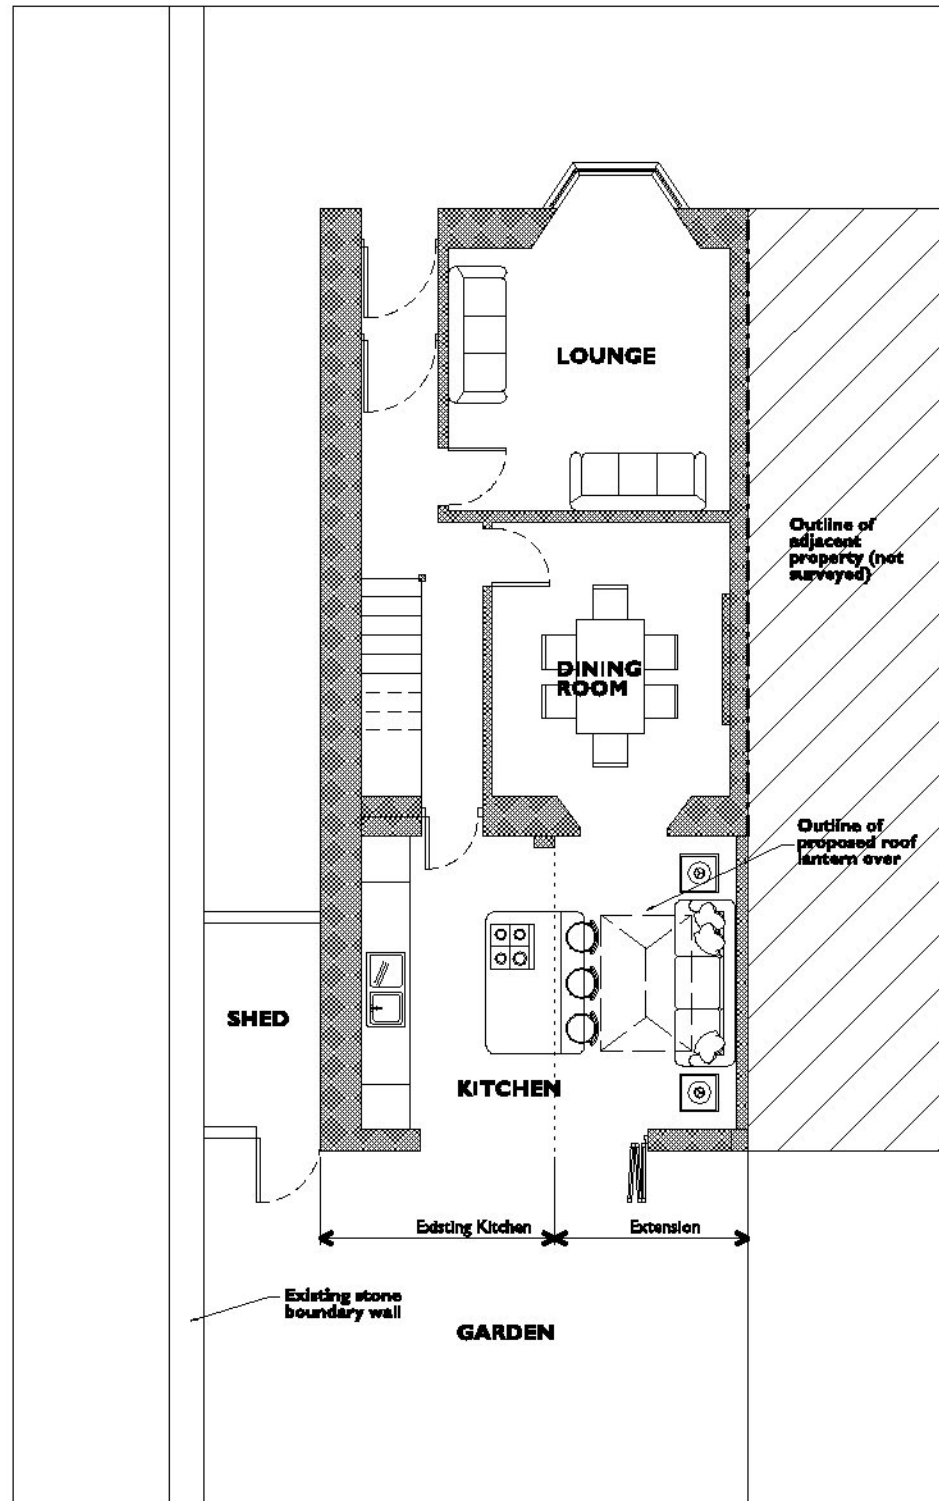 LOUNGE
Outline of
adjacent
property (not
surveyed)
DINING
ROOM
Outline of
proposed roof
lantern over
SHED
KITCHEN
Existing Kitchen
Extension
Existing stone
boundary wall
GARDEN